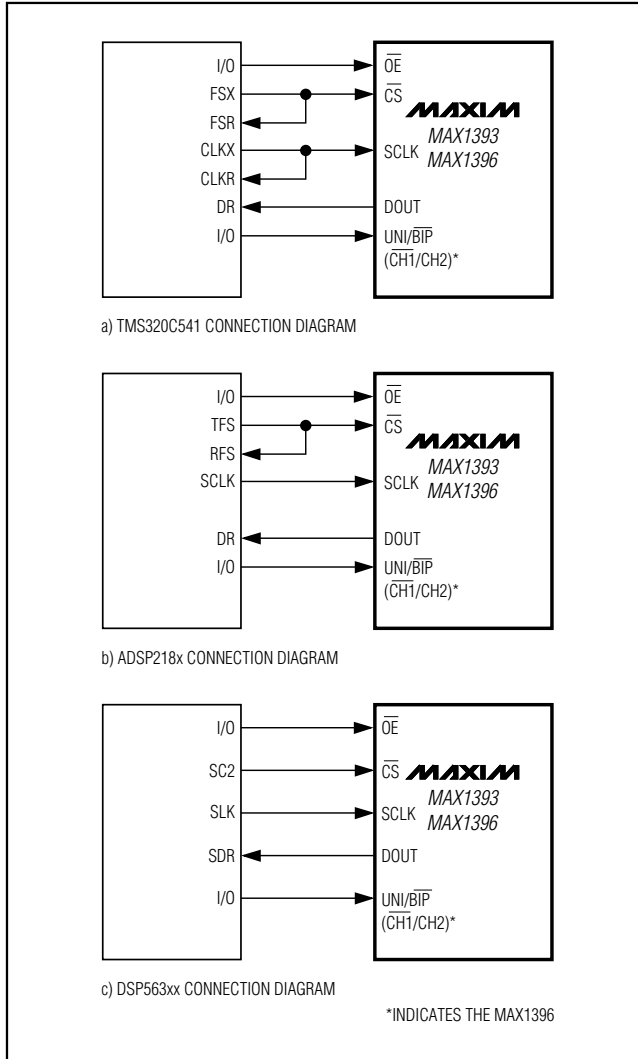 I/O OE
FSX CS
MAXIM
FSR
MAX1393
CLKX SCLK MAX1396
CLKR
DR DOUT
I/O UNI/BIP
(CH1/CH2)*
a) TMS320C541 CONNECTION DIAGRAM
I/O OE
TFS CS
MAXIM
RFS
MAX1393
SCLK SCLK MAX1396
DR DOUT
I/O UNI/BIP
(CH1/CH2)*
b) ADSP218x CONNECTION DIAGRAM
I/O OE
SC2 CS MAXIM
MAX1393
SLK SCLK MAX1396
SDR DOUT
I/O UNI/BIP
(CH1/CH2)*
c) DSP563xx CONNECTION DIAGRAM
*INDICATES THE MAX1396